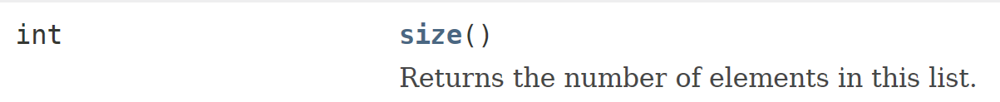 int size()
Returns the number of elements in this list.